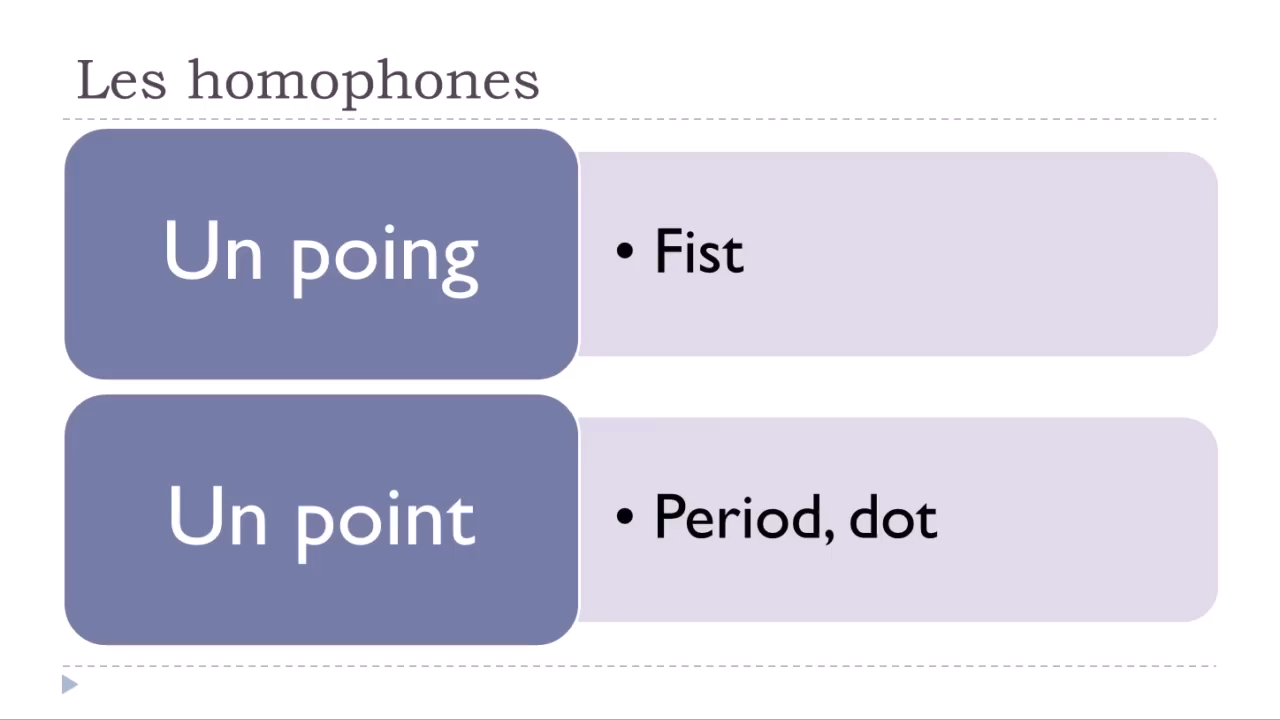 Les homophones
Un poing
• Fist
Un point
• Period, dot